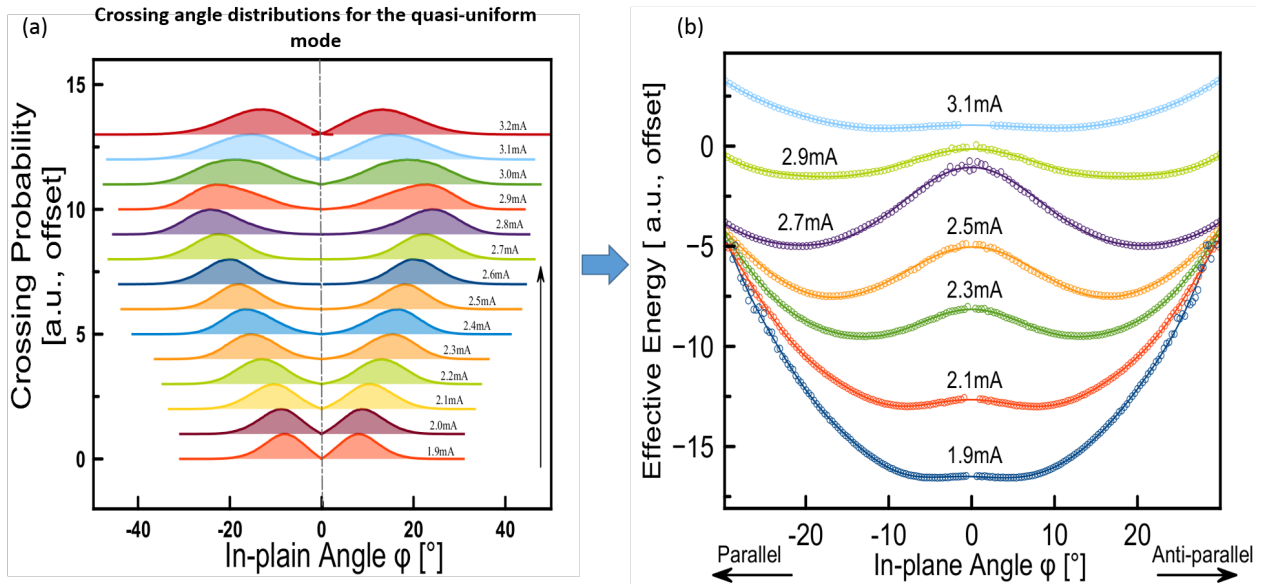 Crossing angle distributions for the quasi-uniform
mode
(a)
Crossing Probability
[a.u., offset]
15
10
5
0
3.2mA
3.1mA
3.0mA
2.9mA
2.8mA
2.7mA
2.6mA
2.5mA
2.4mA
2.3mA
2.2mA
2.1mA
2.0mA
1.9mA
-40 -20 0 20 40
In-plain Angle φ [°]
(b)
Effective Energy [ a.u., offset]
0
−5
−10
−15
3.1mA
2.9mA
2.7mA
2.5mA
2.3mA
2.1mA
1.9mA
-20 -10 0 10 20
Parallel
In-plane Angle φ [°]
Anti-parallel